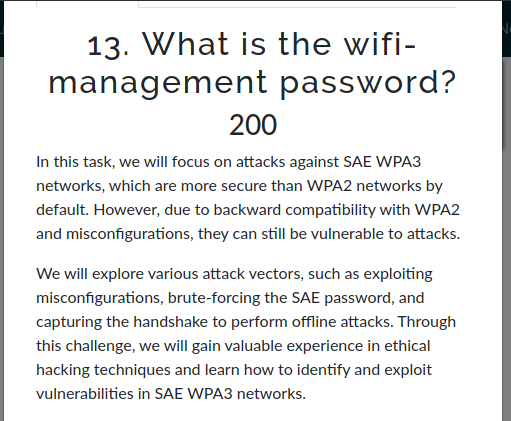 13. What is the wifi-
management password?
200
In this task, we will focus on attacks against SAE WPA3
networks, which are more secure than WPA2 networks by
default. However, due to backward compatibility with WPA2
and misconfigurations, they can still be vulnerable to attacks.
We will explore various attack vectors, such as exploiting
misconfigurations, brute-forcing the SAE password, and
capturing the handshake to perform offline attacks. Through
this challenge, we will gain valuable experience in ethical
hacking techniques and learn how to identify and exploit
vulnerabilities in SAE WPA3 networks.